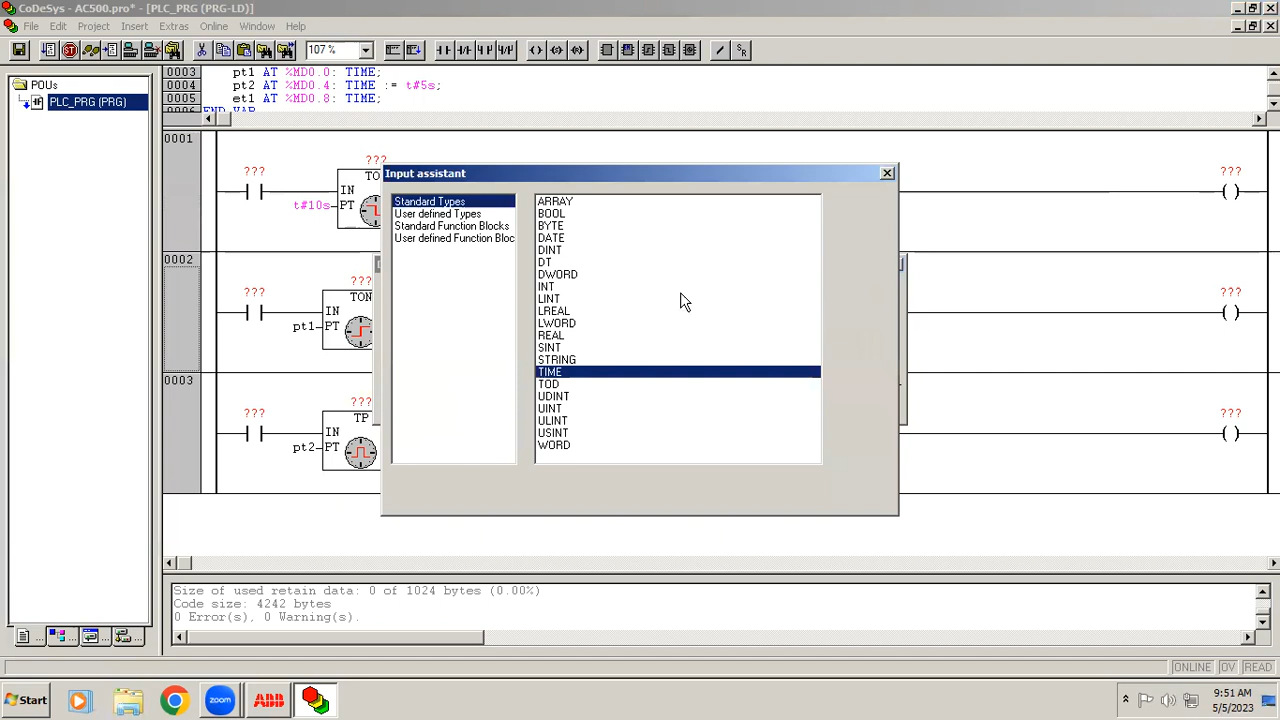 CoDeSys - AC500.pro* - [PLC_PRG (PRG-LD)]
File Edit Project Insert Extras Online Window Help
107 %
POUs
PLC_PRG (PRG)
0003 pt1 AT %MD0.0: TIME;
0004 pt2 AT %MD0.4: TIME := t#5s;
0005 et1 AT %MD0.8: TIME;
0006 END_VAR
0001
???
???
TO
IN
t#10s PT
???
0002
???
???
TON
IN
pt1 PT
???
0003
???
???
TP
IN
pt2 PT
???
Input assistant
Standard Types
User defined Types
Standard Function Blocks
User defined Function Bloc
ARRAY
BOOL
BYTE
DATE
DINT
DT
DWORD
INT
LINT
LREAL
LWORD
REAL
SINT
STRING
TIME
TOD
UDINT
UINT
ULINT
USINT
WORD
Size of used retain data: 0 of 1024 bytes (0.00%)
Code size: 4242 bytes
0 Error(s), 0 Warning(s).
ONLINE OV READ
Start
zoom
ABB
9:51 AM
5/5/2023